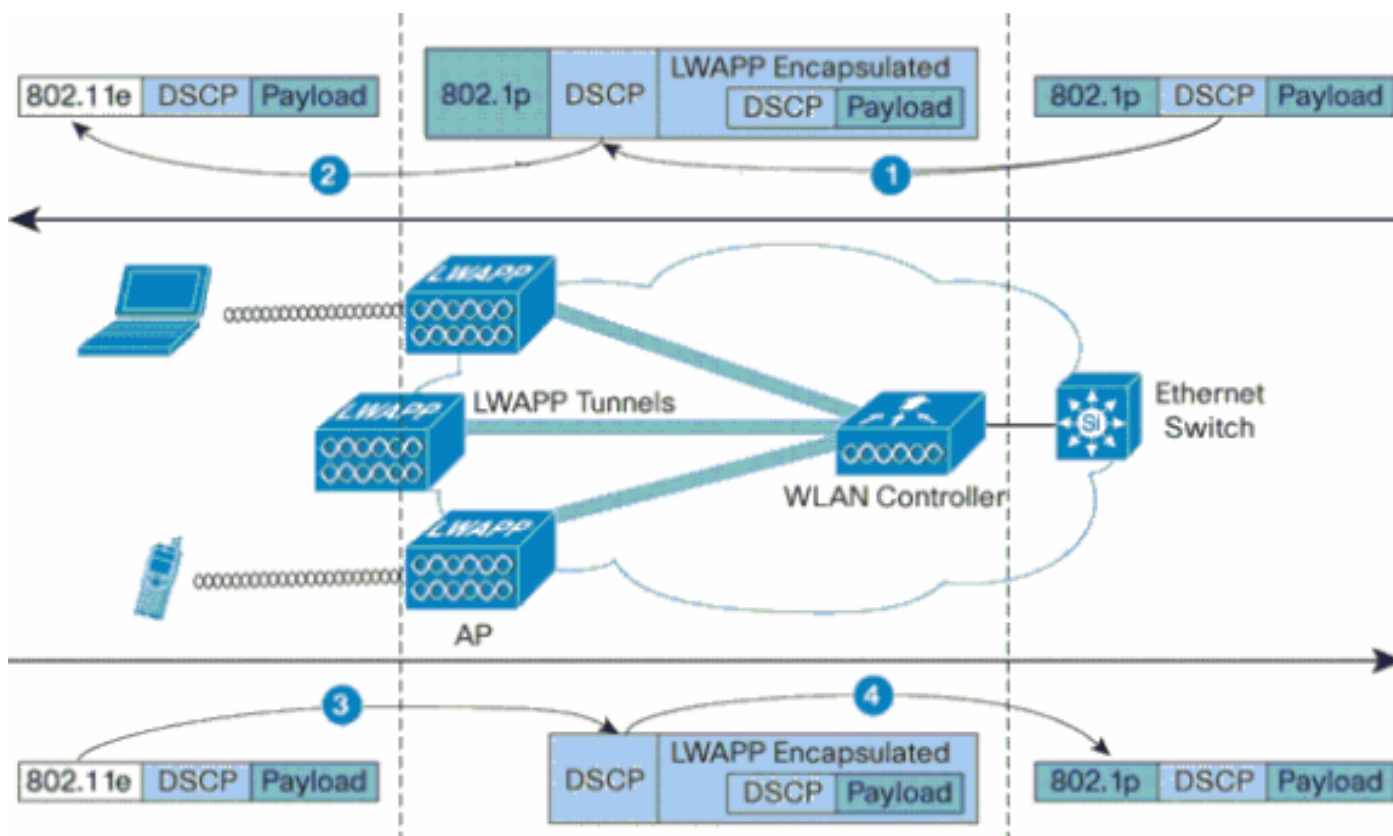 802.11e DSCP Payload
802.1p DSCP LWAPP Encapsulated
DSCP Payload
802.1p DSCP Payload
2
1
LWAPP
LWAPP
LWAPP Tunnels
SI
Ethernet
Switch
WLAN Controller
LWAPP
AP
3
4
802.11e DSCP Payload
DSCP LWAPP Encapsulated
DSCP Payload
802.1p DSCP Payload